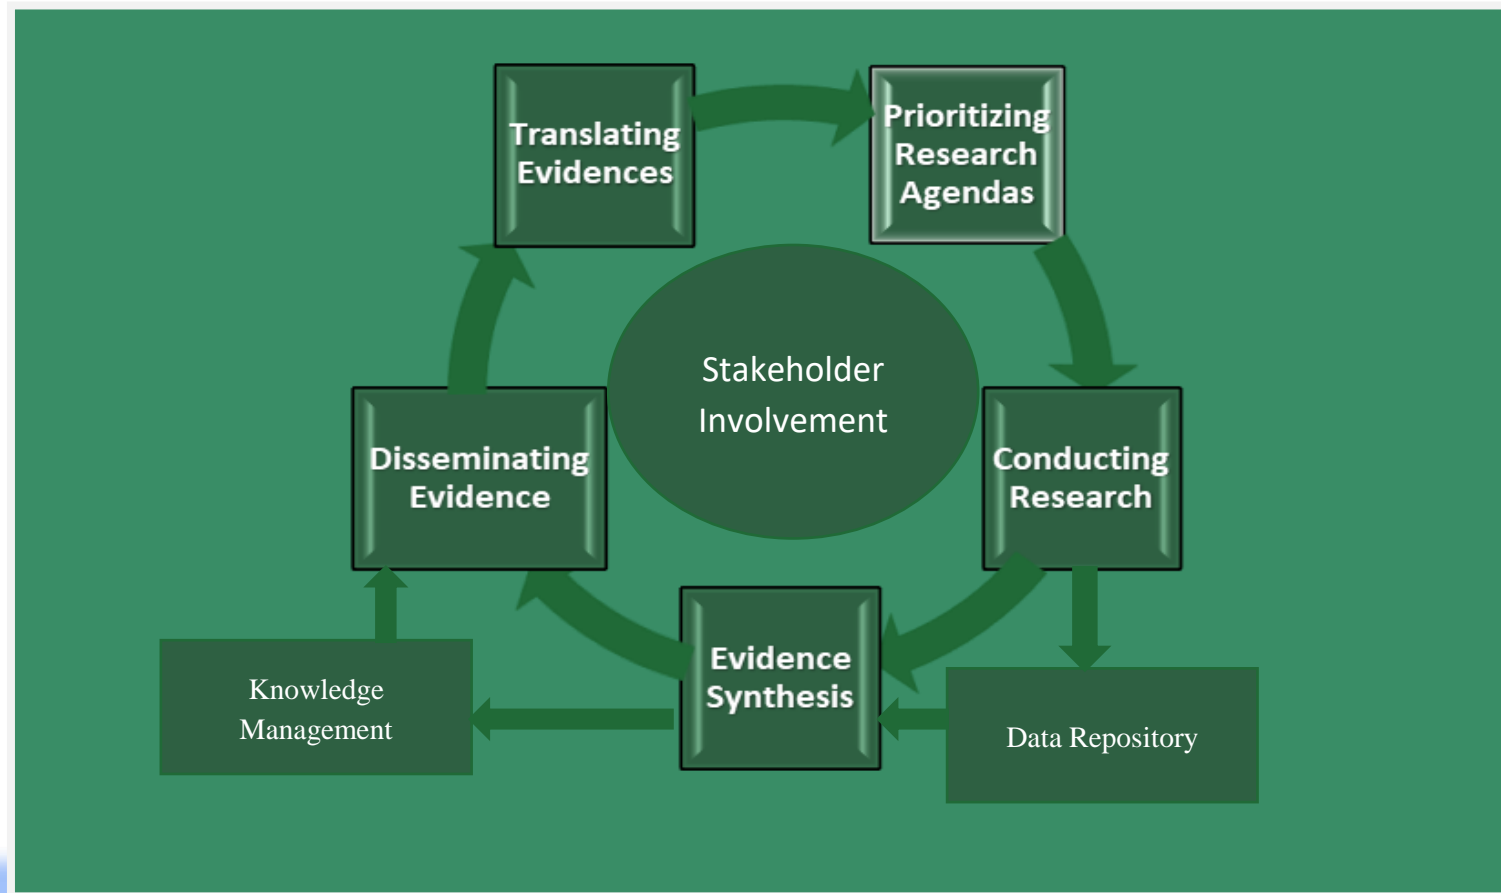 Translating
Evidences
Prioritizing
Research
Agendas
Stakeholder
Involvement
Disseminating
Evidence
Conducting
Research
Evidence
Synthesis
Knowledge
Management
Data Repository